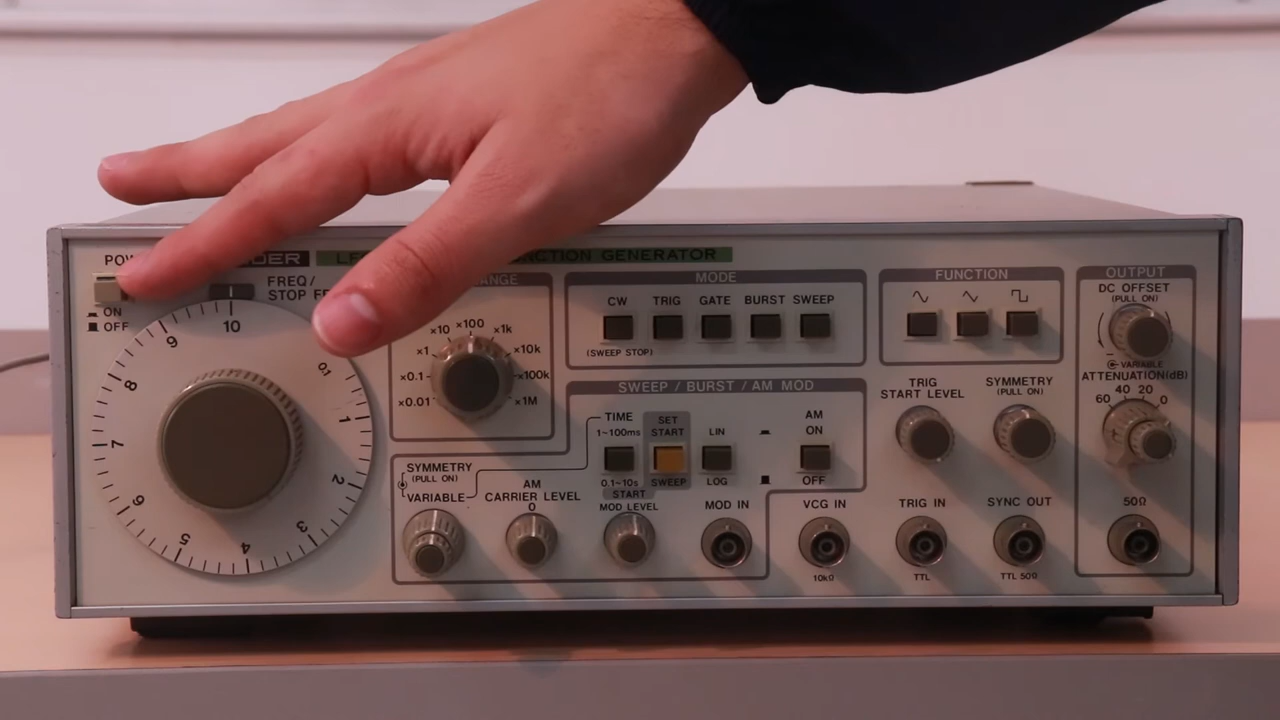 POW
DER
LF
CTION GENERATOR
ON
OFF
FREQ/
STOP FR
10
9
8
7
6
5
4
3
2
1
0.1
ANGE
×0.01
×0.1
×1
×10
×100
×1k
×10k
×100k
×1M
MODE
CW
TRIG
GATE
BURST
SWEEP
(SWEEP STOP)
FUNCTION
OUTPUT
DC OFFSET
(PULL ON)
VARIABLE
ATTENUATION(dB)
60
40
20
0
SWEEP / BURST / AM MOD
TIME
1~100ms
0.1~10s
SET
START
SWEEP
LIN
LOG
AM
ON
OFF
TRIG
START LEVEL
SYMMETRY
(PULL ON)
SYMMETRY
(PULL ON)
VARIABLE
AM
CARRIER LEVEL
0
START
MOD LEVEL
MOD IN
VCG IN
10kΩ
TRIG IN
TTL
SYNC OUT
TTL 50Ω
50Ω